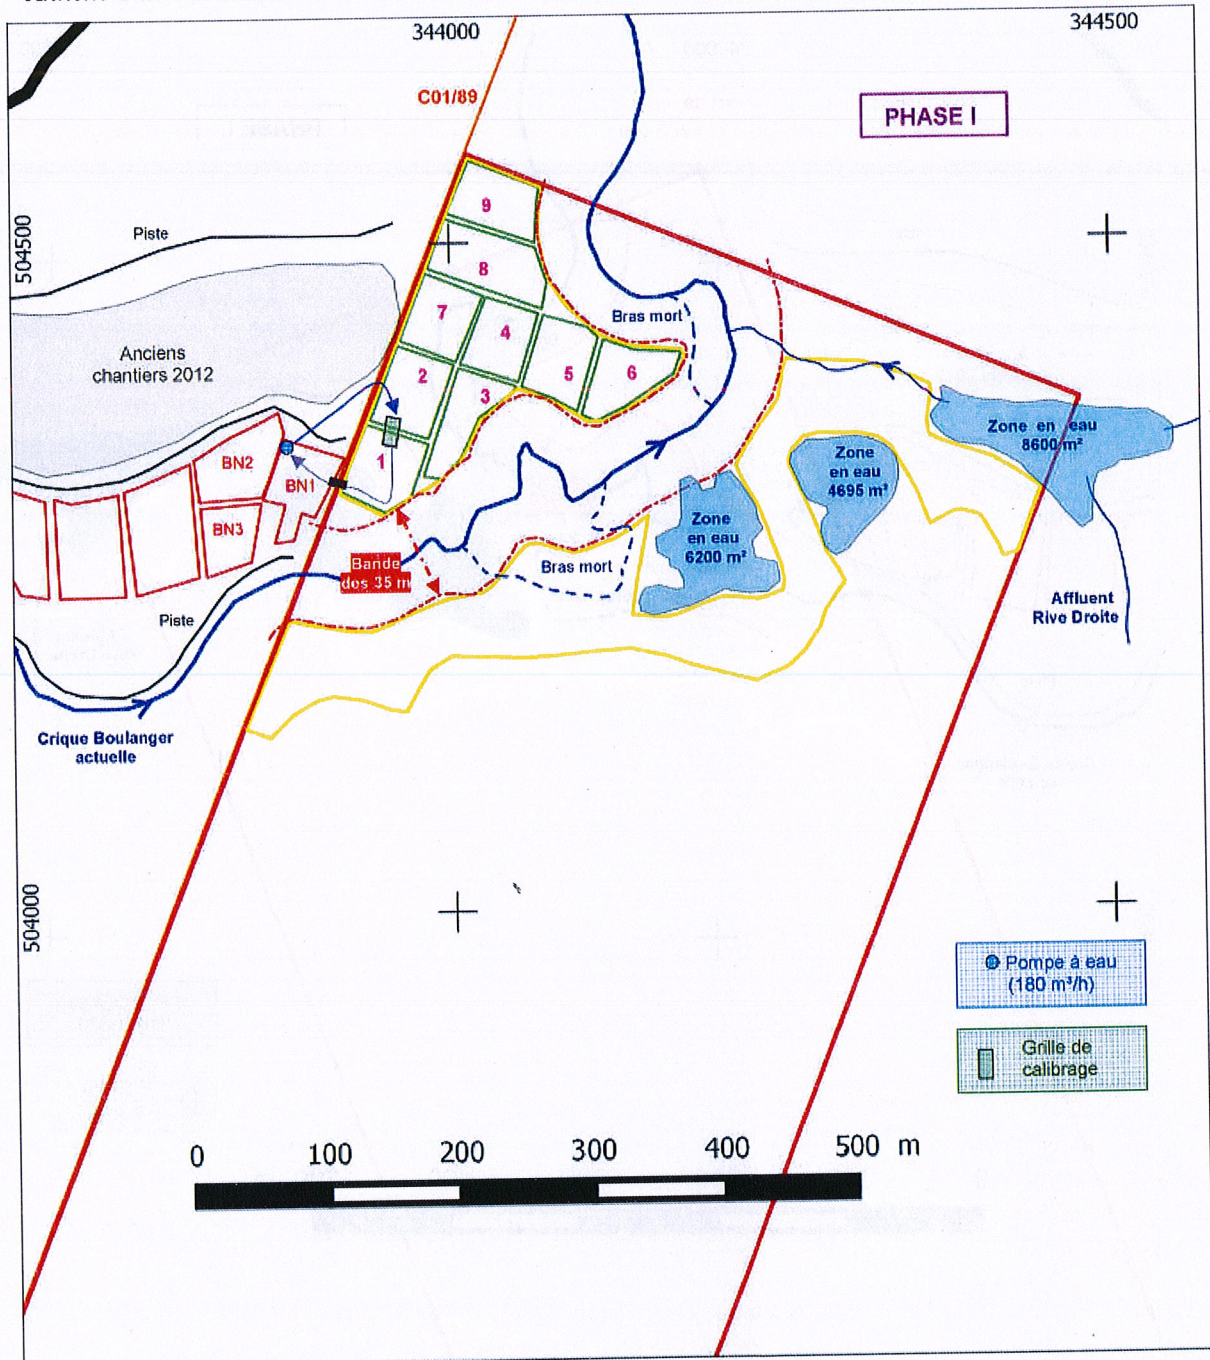 344000
344500
C01/89
PHASE I
504500
Piste
9
8
7
4
Bras mort
Anciens
chantiers 2012
2
5
6
3
Zone en eau
8600 m²
Zone
en eau
4695 m²
BN2
1
BN1
BN3
Zone
en eau
6200 m²
Bande
des 35 m
Bras mort
Affluent
Rive Droite
Piste
Crique Boulanger
actuelle
504000
Pompe à eau
(180 m³/h)
Grille de
calibrage
0 100 200 300 400 500 m